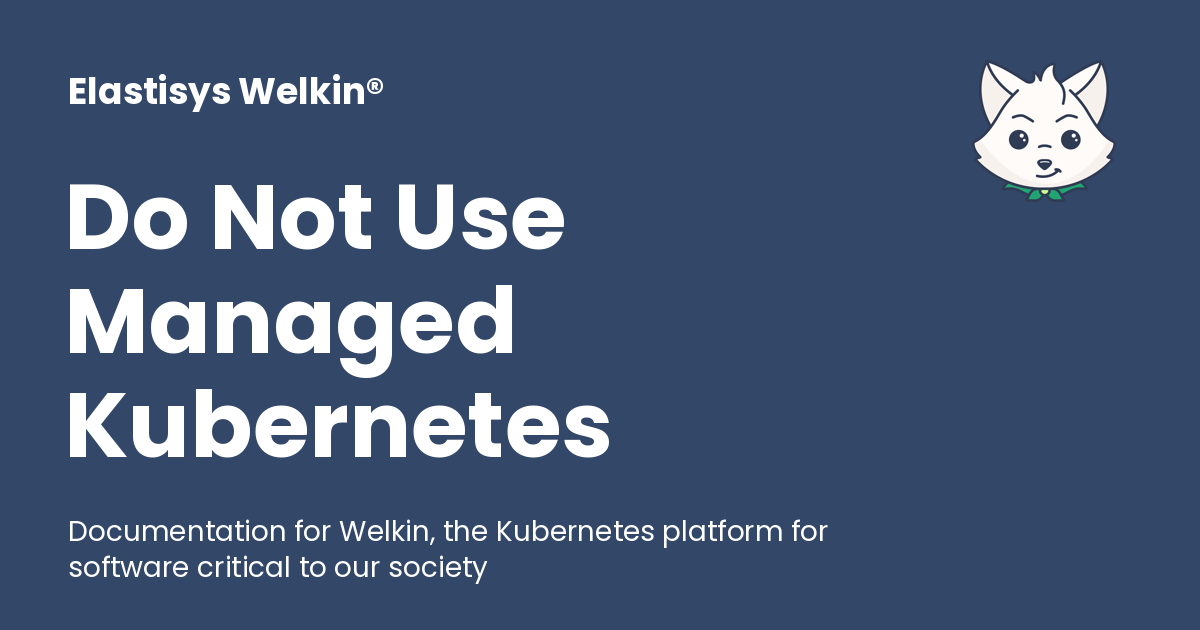 Elastisys Welkin®
Do Not Use
Managed
Kubernetes
Documentation for Welkin, the Kubernetes platform for
software critical to our society